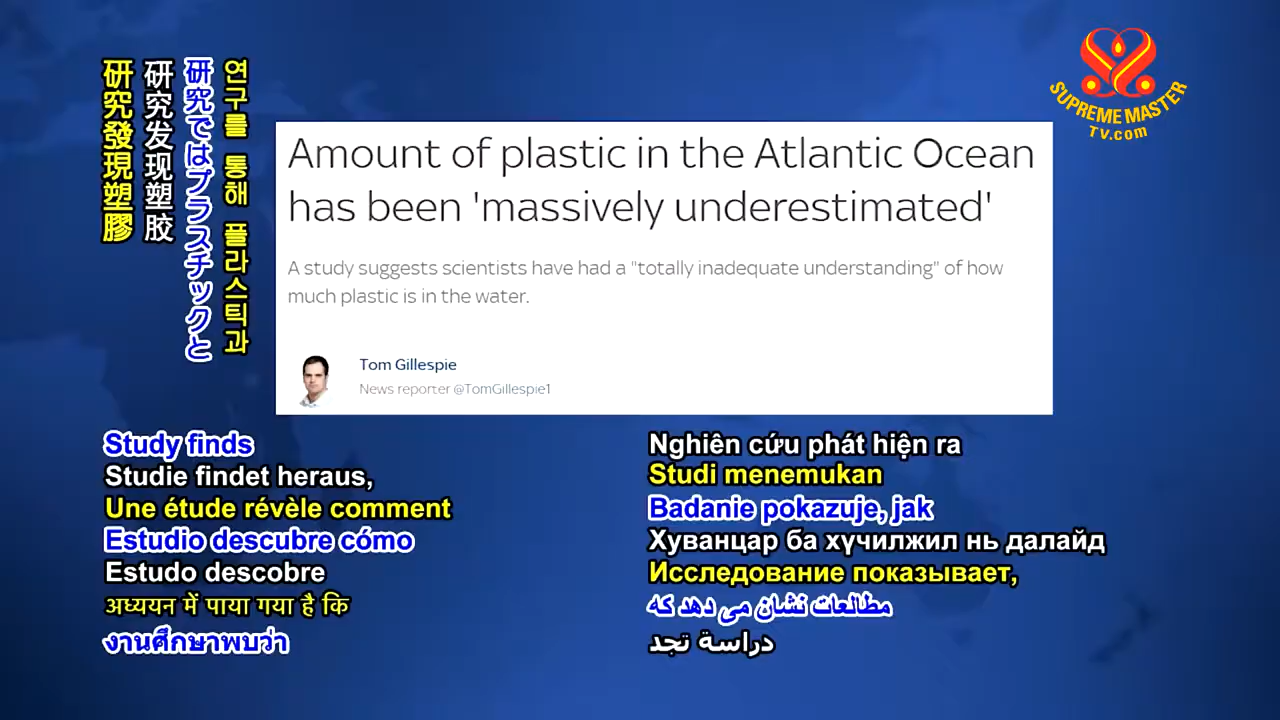 研究發現塑膠
研究发现塑胶
研究ではプラスチックと
연구를 통해 플라스틱과
SUPREME MASTER
TV.com
Amount of plastic in the Atlantic Ocean
has been 'massively underestimated'
A study suggests scientists have had a "totally inadequate understanding" of how
much plastic is in the water.
Tom Gillespie
News reporter @TomGillespie1
Study finds
Studie findet heraus,
Une étude révèle comment
Estudio descubre cómo
Estudo descobre
अध्ययन में पाया गया है कि
งานศึกษาพบว่า
Nghiên cứu phát hiện ra
Studi menemukan
Badanie pokazuje, jak
Хуванцар ба хүчилжил нь далайд
Исследование показывает,
مطالعات نشان می دهد که
دراسة تجد